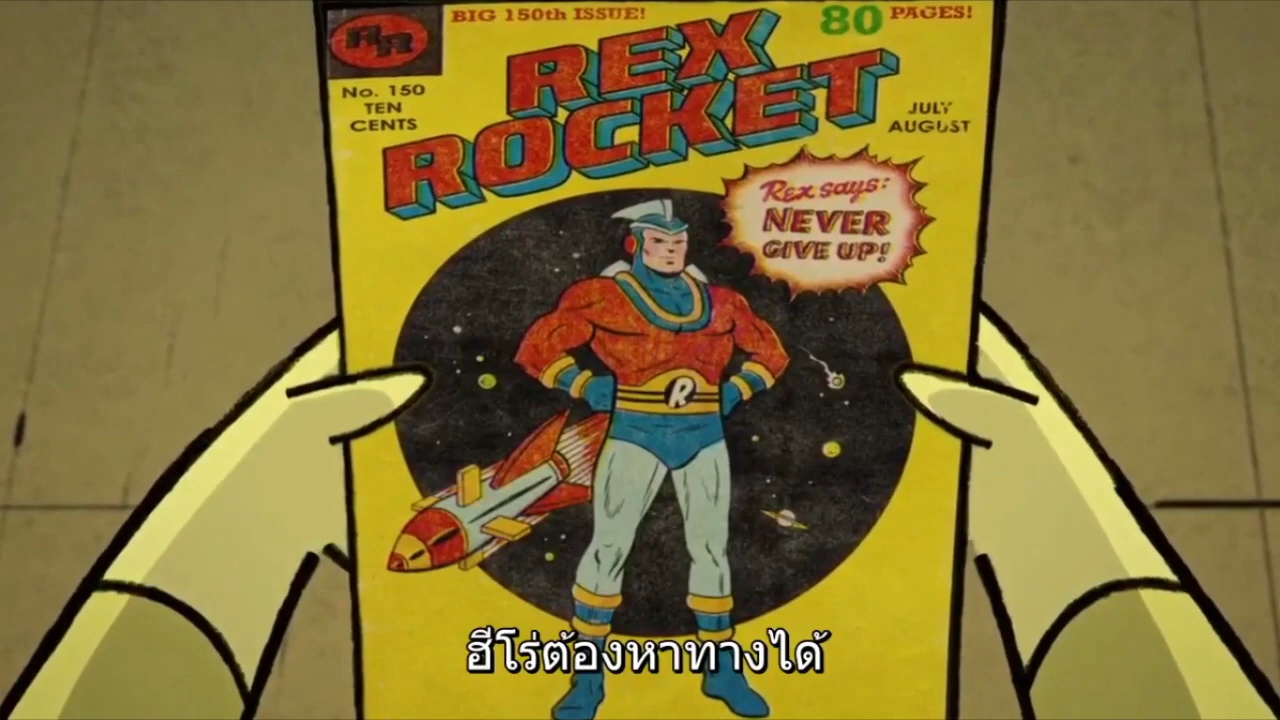 RR
BIG 150th ISSUE!
80 PAGES!
REX
ROCKET
No. 150
TEN
CENTS
JULY
AUGUST
Rex says:
NEVER
GIVE UP!
R
ฮีโร่ต้องหาทางได้